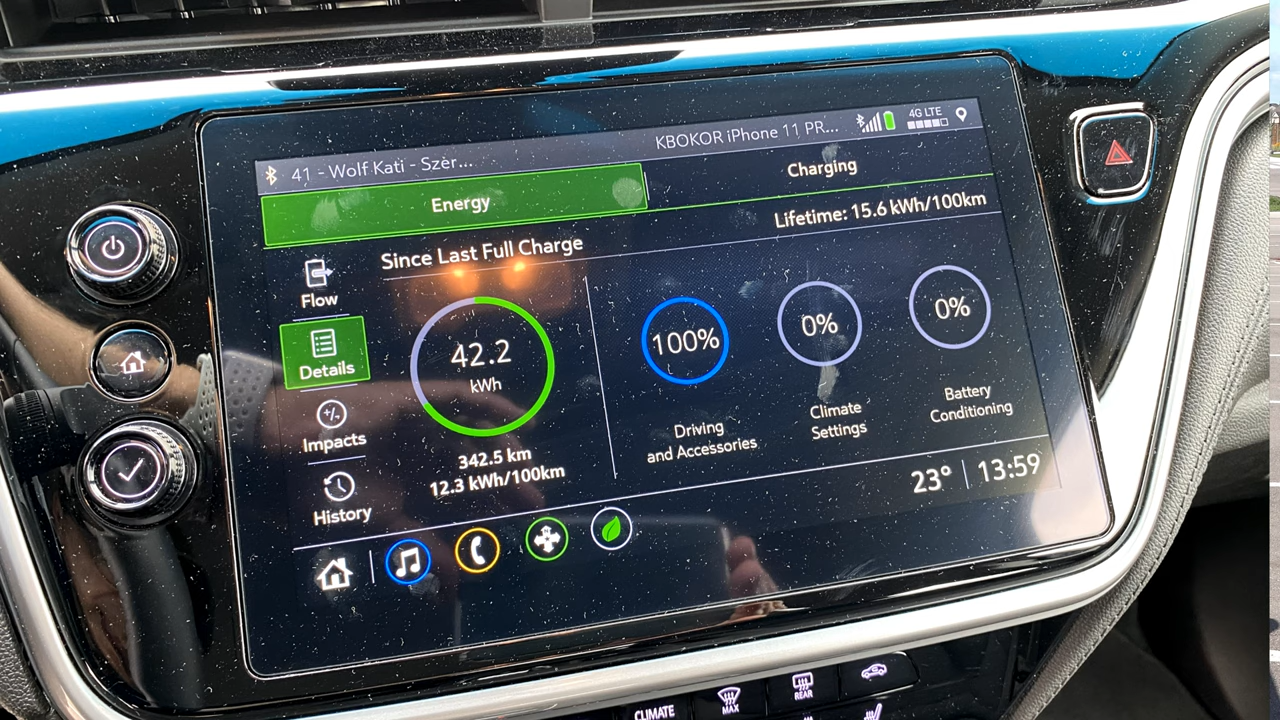 41 - Wolf Kati - Szer...
KBOKOR iPhone 11 PR...
4G LTE
Energy
Charging
Since Last Full Charge
Lifetime: 15.6 kWh/100km
Flow
Details
Impacts
History
42.2
kWh
342.5 km
12.3 kWh/100km
100%
Driving
and Accessories
0%
Climate
Settings
0%
Battery
Conditioning
23° | 13:59
CLIMATE
MAX
REAR